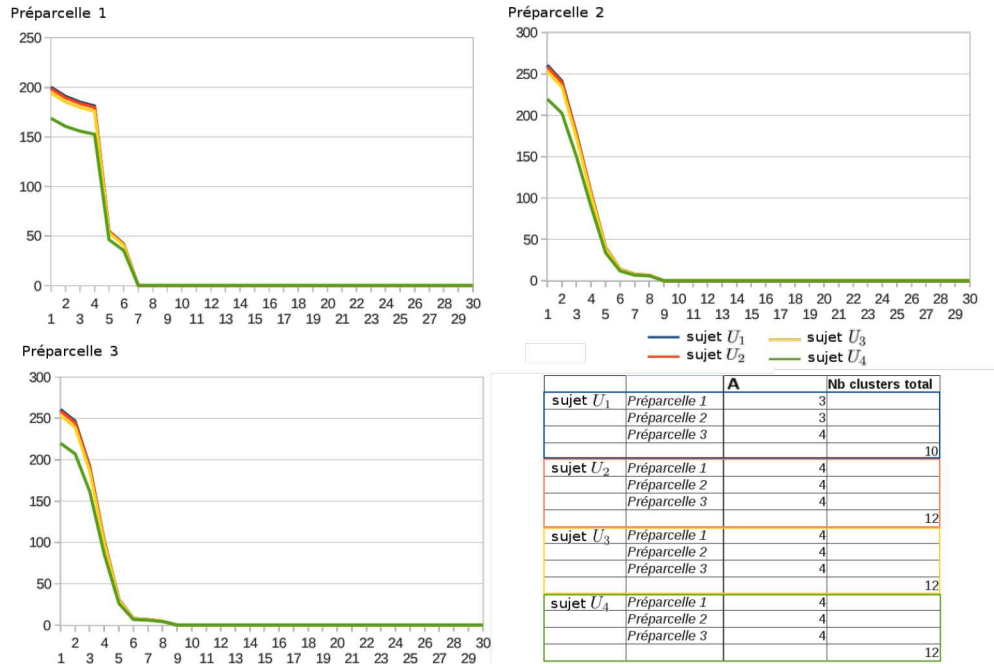 Préparcelle 1
250
200
150
100
50
0
2 4 6 8 10 12 14 16 18 20 22 24 26 28 30
1 3 5 7 9 11 13 15 17 19 21 23 25 27 29
Préparcelle 2
300
250
200
150
100
50
0
2 4 6 8 10 12 14 16 18 20 22 24 26 28 30
1 3 5 7 9 11 13 15 17 19 21 23 25 27 29
sujet U1 sujet U3
sujet U2 sujet U4
Préparcelle 3
300
250
200
150
100
50
0
2 4 6 8 10 12 14 16 18 20 22 24 26 28 30
1 3 5 7 9 11 13 15 17 19 21 23 25 27 29
A Nb clusters total
sujet U1 Préparcelle 1 3
Préparcelle 2 3
Préparcelle 3 4
10
sujet U2 Préparcelle 1 4
Préparcelle 2 4
Préparcelle 3 4
12
sujet U3 Préparcelle 1 4
Préparcelle 2 4
Préparcelle 3 4
12
sujet U4 Préparcelle 1 4
Préparcelle 2 4
Préparcelle 3 4
12